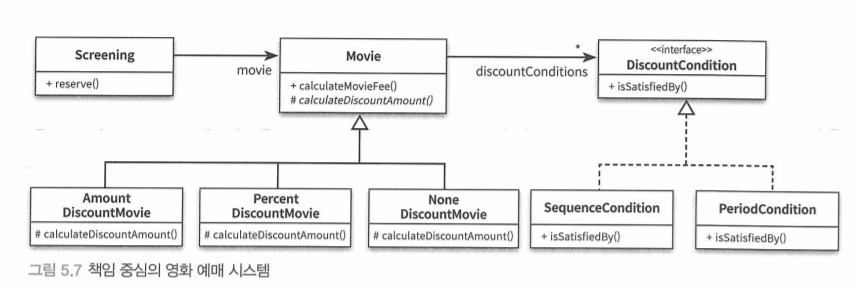 Screening
+ reserve()
movie
Movie
+ calculateMovieFee()
# calculateDiscountAmount()
*
discountConditions
<<interface>>
DiscountCondition
+ isSatisfiedBy()
Amount
DiscountMovie
# calculateDiscountAmount()
Percent
DiscountMovie
# calculateDiscountAmount()
None
DiscountMovie
# calculateDiscountAmount()
SequenceCondition
+ isSatisfiedBy()
PeriodCondition
+ isSatisfiedBy()
그림 5.7 책임 중심의 영화 예매 시스템